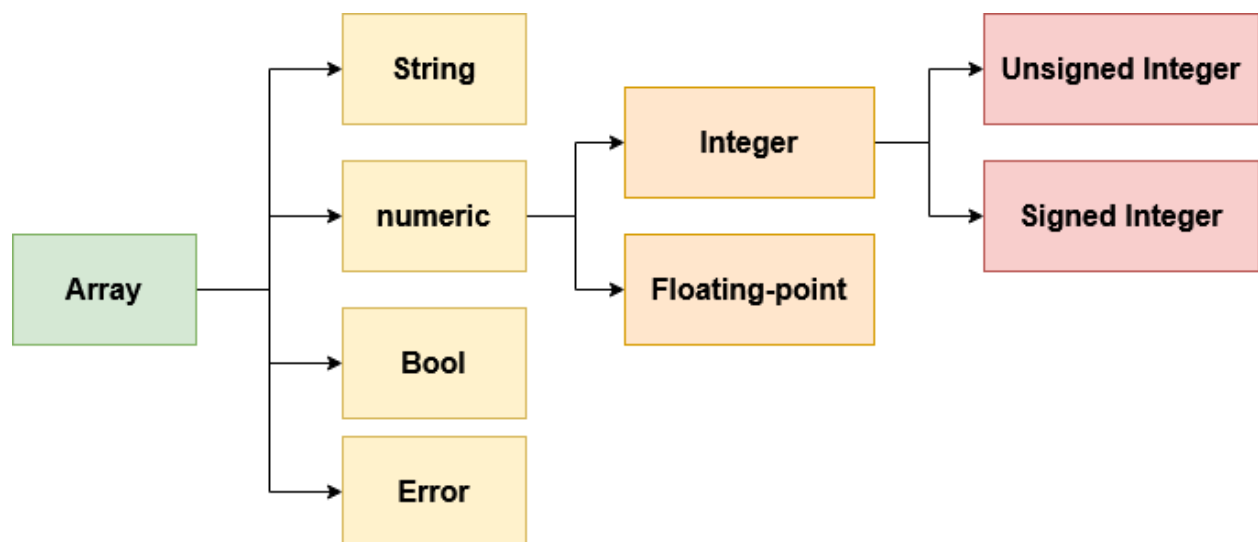 Array
String
numeric
Bool
Error
Integer
Floating-point
Unsigned Integer
Signed Integer